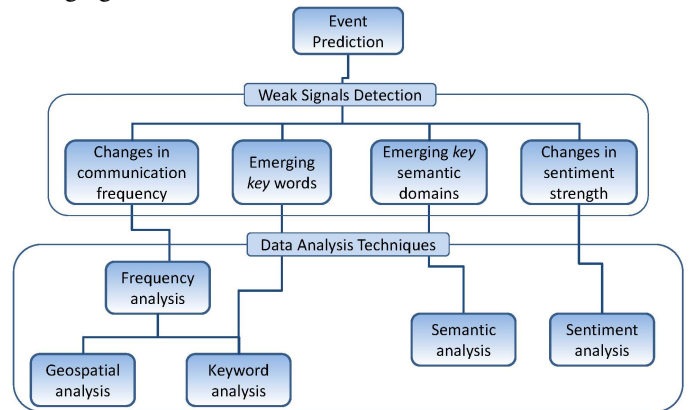 Event
Prediction
Weak Signals Detection
Changes in
communication
frequency
Emerging
key words
Emerging key
semantic
domains
Changes in
sentiment
strength
Data Analysis Techniques
Frequency
analysis
Semantic
analysis
Sentiment
analysis
Geospatial
analysis
Keyword
analysis